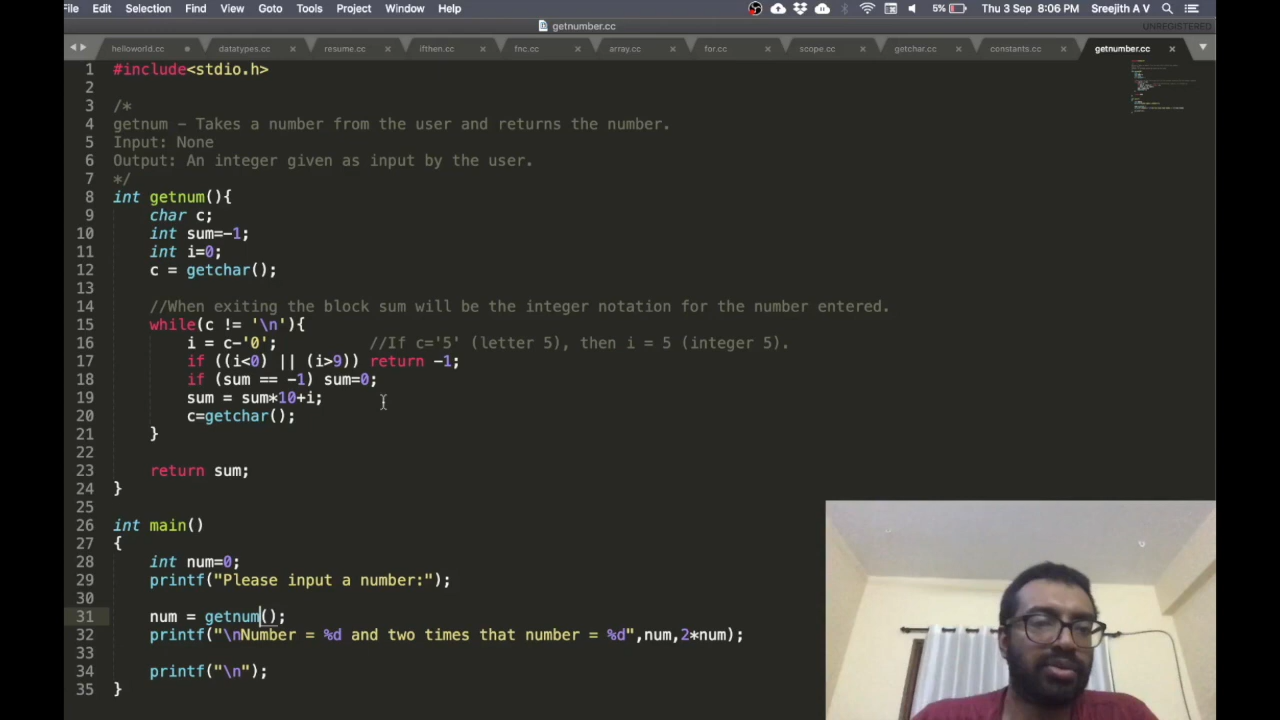 File Edit Selection Find View Goto Tools Project Window Help 5% Thu 3 Sep 8:06 PM Sreejith A V
getnumber.cc UNREGISTERED
helloworld.cc datatypes.cc resume.cc ifthen.cc fnc.cc array.cc for.cc scope.cc getchar.cc constants.cc getnumber.cc
1 #include<stdio.h>
2
3 /*
4 getnum - Takes a number from the user and returns the number.
5 Input: None
6 Output: An integer given as input by the user.
7 */
8 int getnum(){
9 char c;
10 int sum=-1;
11 int i=0;
12 c = getchar();
13
14 //When exiting the block sum will be the integer notation for the number entered.
15 while(c != '\n'){
16 i = c-'0'; //If c='5' (letter 5), then i = 5 (integer 5).
17 if ((i<0) || (i>9)) return -1;
18 if (sum == -1) sum=0;
19 sum = sum*10+i;
20 c=getchar();
21 }
22
23 return sum;
24 }
25
26 int main()
27 {
28 int num=0;
29 printf("Please input a number:");
30
31 num = getnum();
32 printf("\nNumber = %d and two times that number = %d",num,2*num);
33
34 printf("\n");
35 }